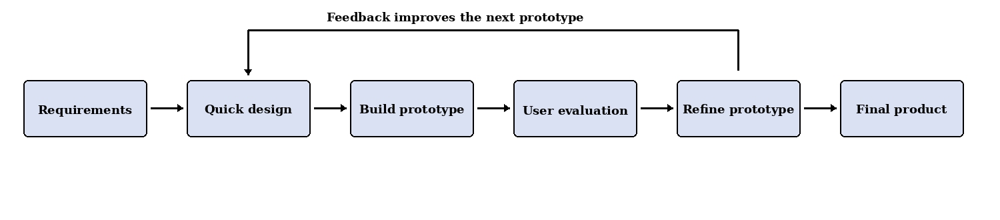 Feedback improves the next prototype
Requirements
Quick design
Build prototype
User evaluation
Refine prototype
Final product